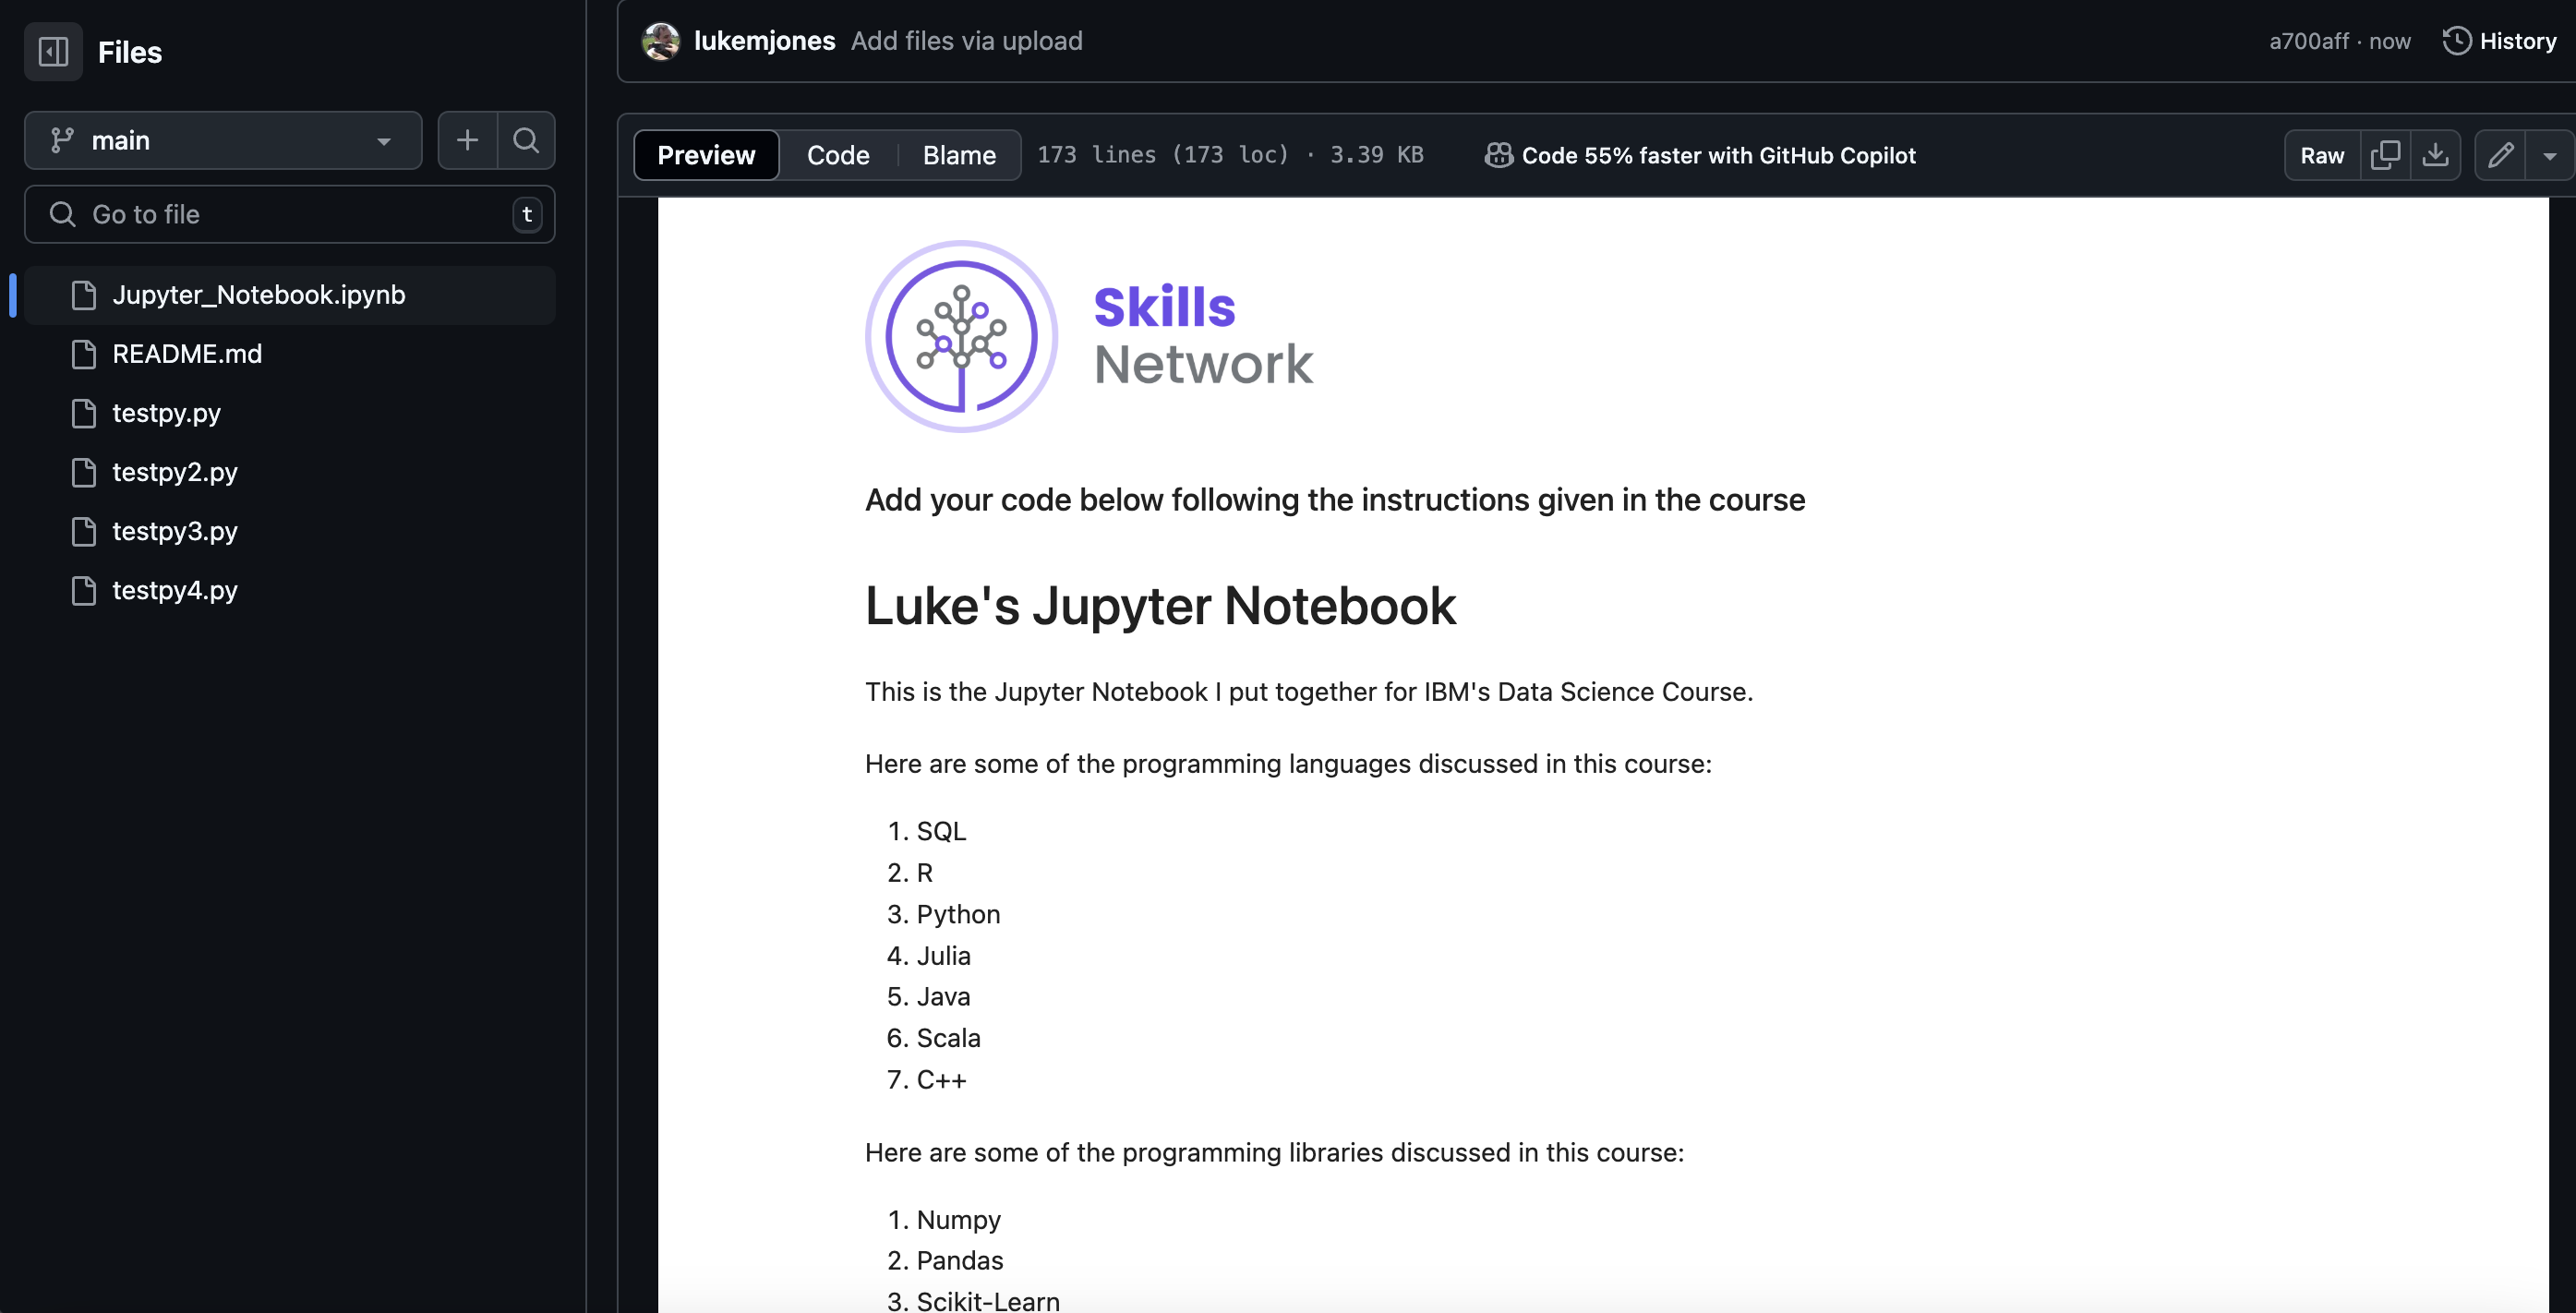 Files
main
Go to file
t
Jupyter_Notebook.ipynb
README.md
testpy.py
testpy2.py
testpy3.py
testpy4.py
lukemjones Add files via upload
a700aff · now History
Preview Code Blame 173 lines (173 loc) · 3.39 KB Code 55% faster with GitHub Copilot Raw
Skills
Network
Add your code below following the instructions given in the course
Luke's Jupyter Notebook
This is the Jupyter Notebook I put together for IBM's Data Science Course.
Here are some of the programming languages discussed in this course:
1. SQL
2. R
3. Python
4. Julia
5. Java
6. Scala
7. C++
Here are some of the programming libraries discussed in this course:
1. Numpy
2. Pandas
3. Scikit-Learn